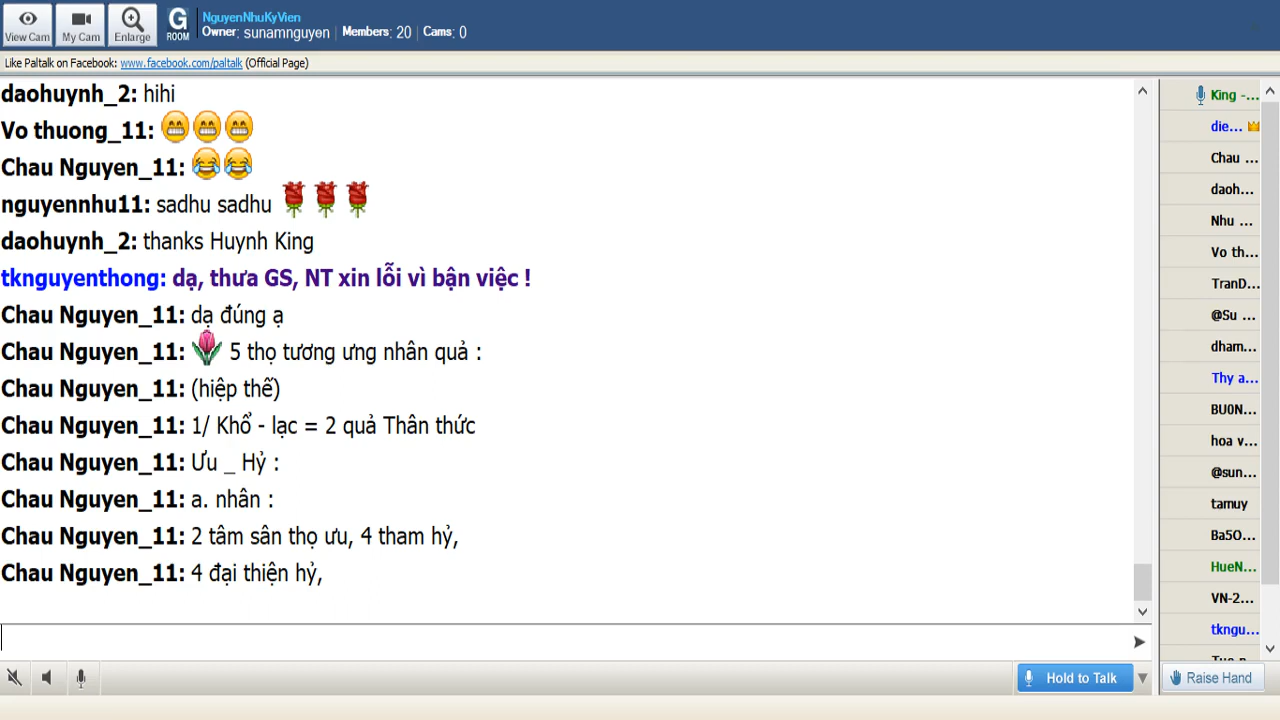 View Cam
My Cam
Enlarge
G ROOM
NguyenNhuKyVien
Owner: sunamnguyen Members: 20 Cams: 0
Like Paltalk on Facebook: www.facebook.com/paltalk (Official Page)
daohuynh_2: hihi
Vo thuong_11:
Chau Nguyen_11:
nguyennhu11: sadhu sadhu
daohuynh_2: thanks Huynh King
tknguyenthong: dạ, thưa GS, NT xin lỗi vì bận việc !
Chau Nguyen_11: dạ đúng ạ
Chau Nguyen_11: 5 thọ tương ưng nhân quả :
Chau Nguyen_11: (hiệp thế)
Chau Nguyen_11: 1/ Khổ - lạc = 2 quả Thân thức
Chau Nguyen_11: Ưu _ Hỷ :
Chau Nguyen_11: a. nhân :
Chau Nguyen_11: 2 tâm sân thọ ưu, 4 tham hỷ,
Chau Nguyen_11: 4 đại thiện hỷ,
King -...
die...
Chau ...
daoh...
Nhu ...
Vo th...
TranD...
@Su ...
dham...
Thy a...
BU0N...
hoa v...
@sun...
tamuy
Ba5O...
HueN...
VN-2...
tkngu...
Hold to Talk
Raise Hand